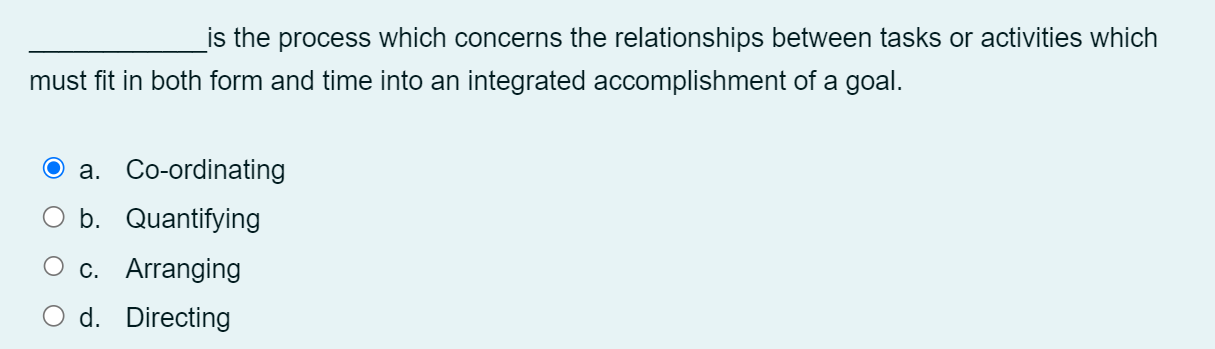 ____________is the process which concerns the relationships between tasks or activities which
must fit in both form and time into an integrated accomplishment of a goal.
a. Co-ordinating
b. Quantifying
c. Arranging
d. Directing